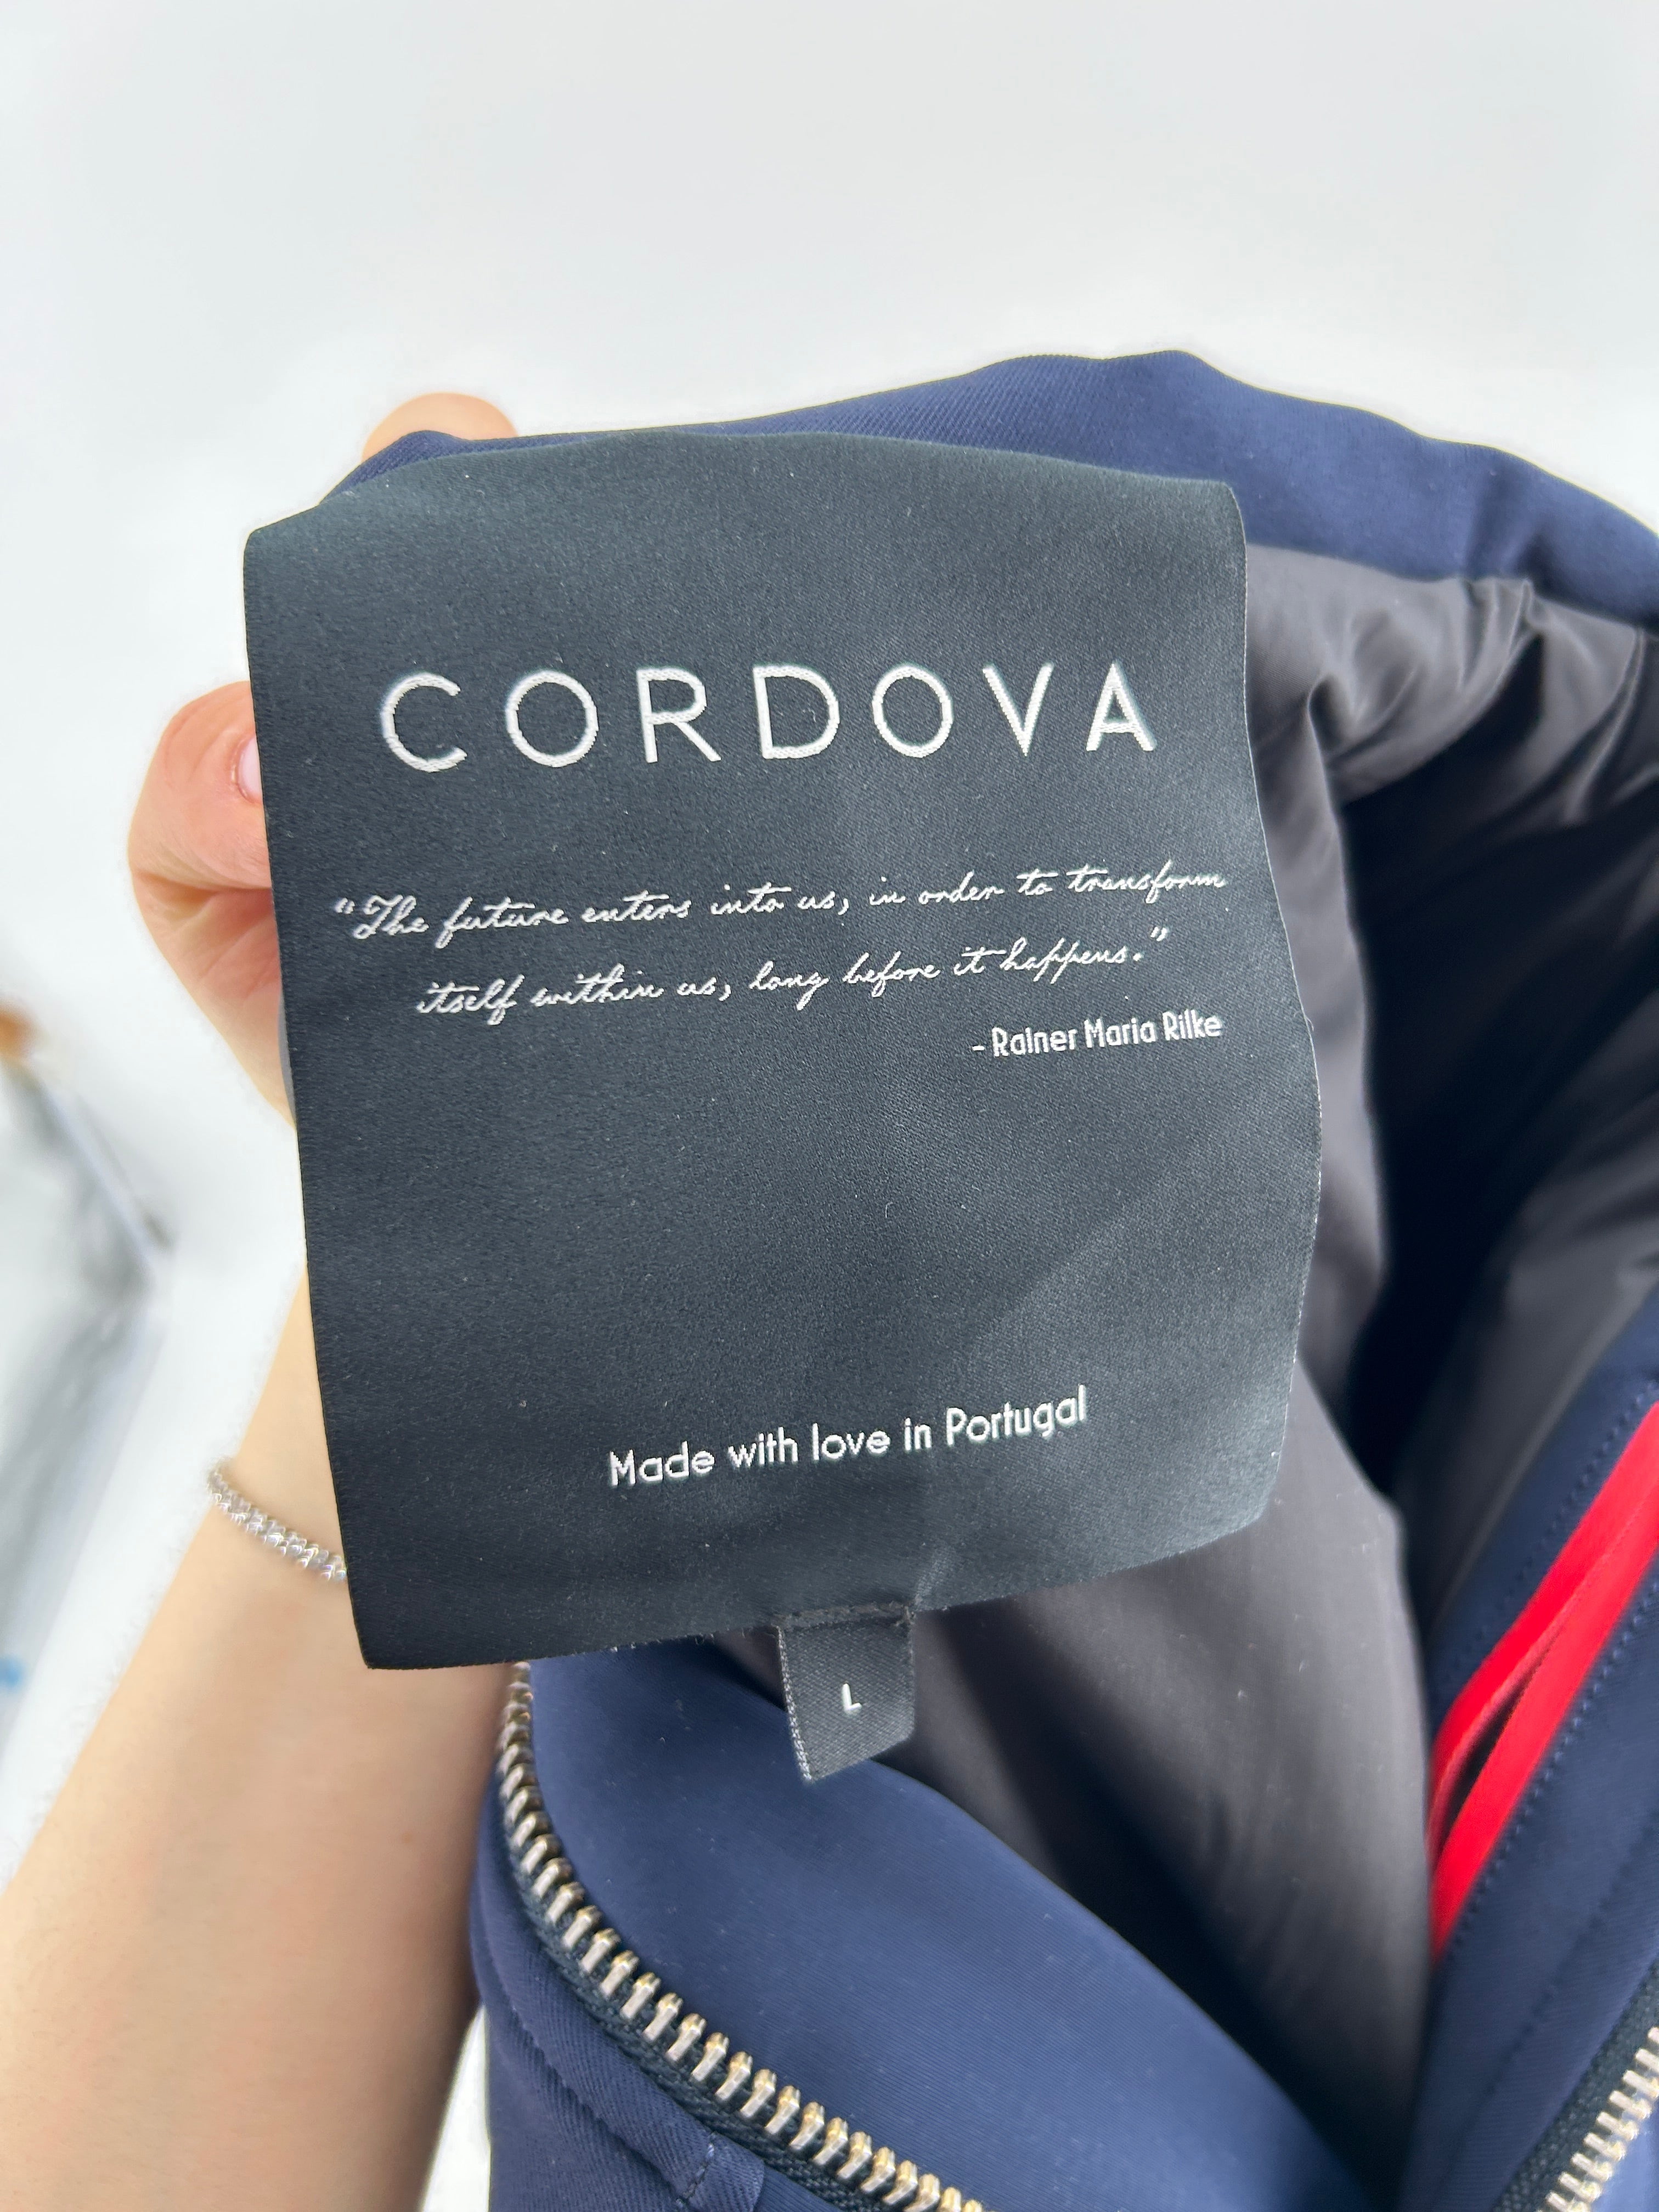 CORDOVA
“The future enters into us, in order to transform
itself within us, long before it happens.”
- Rainer Maria Rilke
Made with love in Portugal
L